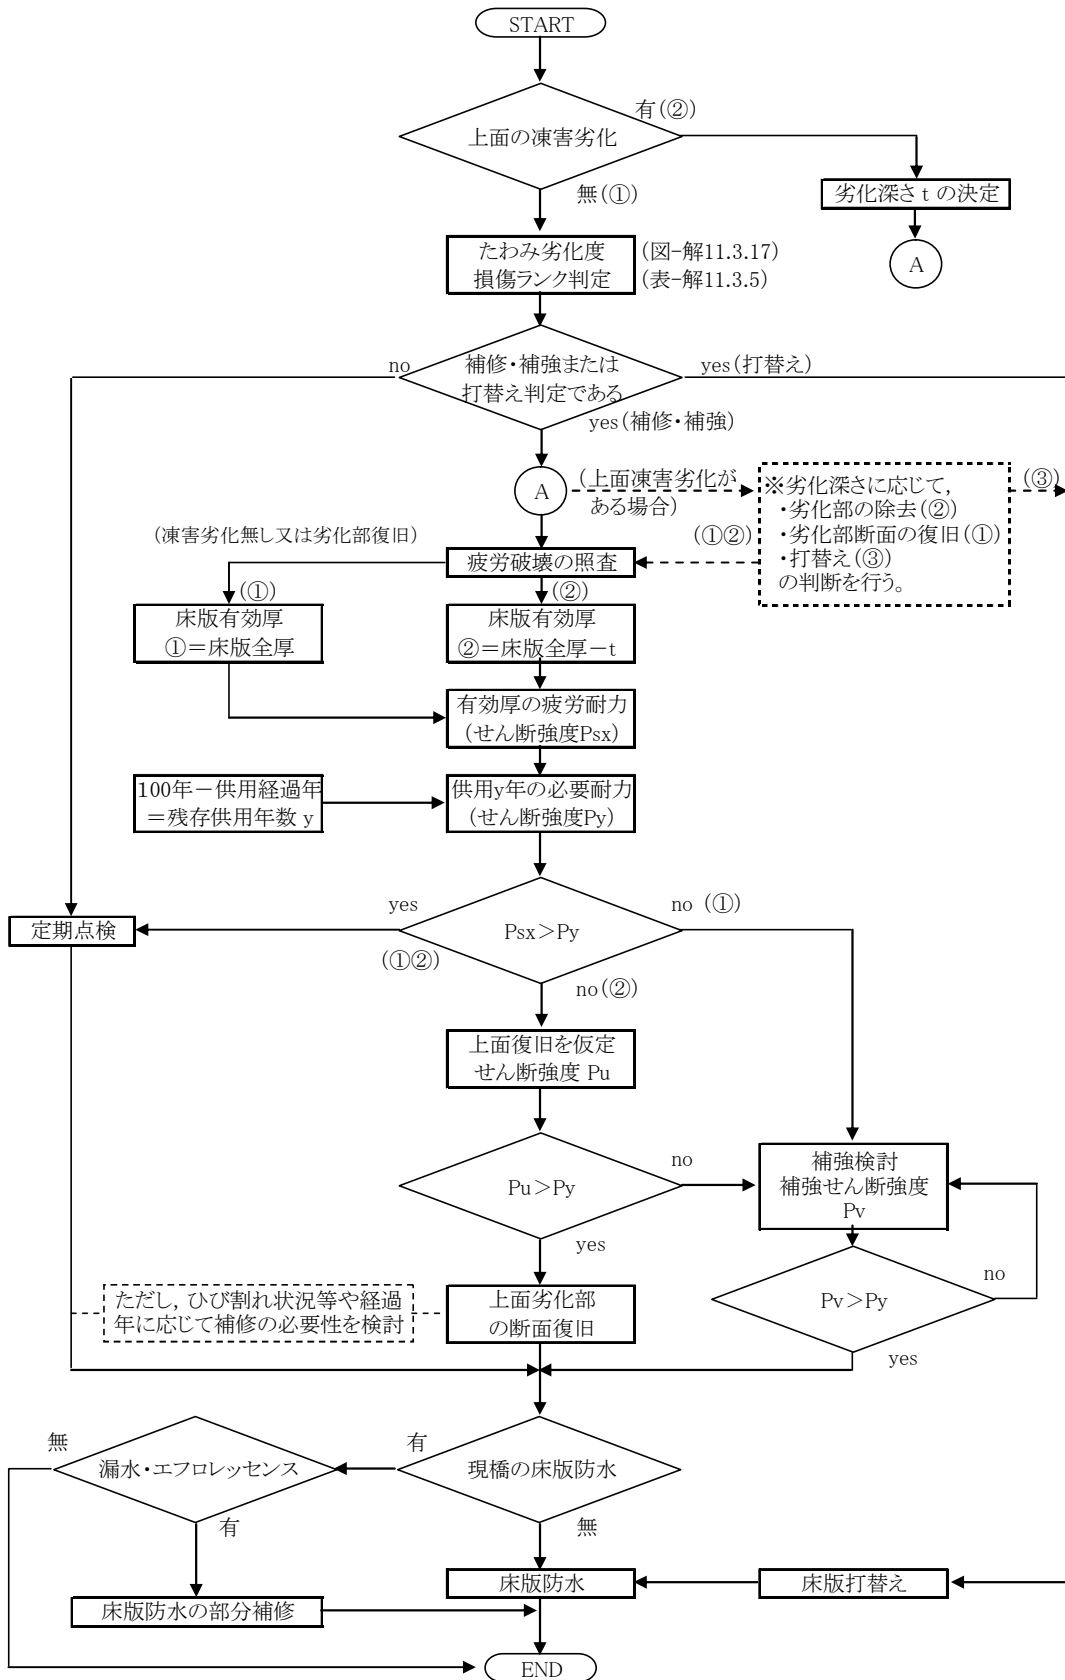 START
有(②)
上面の凍害劣化
無(①)
劣化深さ t の決定
A
たわみ劣化度
損傷ランク判定
(図-解11.3.17)
(表-解11.3.5)
no
補修・補強または
打替え判定である
yes(打替え)
yes(補修・補強)
A
(上面凍害劣化が
ある場合)
※劣化深さに応じて,
・劣化部の除去(②)
・劣化部断面の復旧(①)
・打替え(③)
の判断を行う。
(③)
(①②)
(凍害劣化無し又は劣化部復旧)
疲労破壊の照査
(①)
(②)
床版有効厚
①=床版全厚
床版有効厚
②=床版全厚-t
有効厚の疲労耐力
(せん断強度Psx)
100年-供用経過年
=残存供用年数 y
供用y年の必要耐力
(せん断強度Py)
yes
no (①)
定期点検
Psx>Py
(①②)
no(②)
上面復旧を仮定
せん断強度 Pu
Pu>Py
no
補強検討
補強せん断強度
Pv
yes
no
Pv>Py
yes
ただし, ひび割れ状況等や経過
年に応じて補修の必要性を検討
上面劣化部
の断面復旧
無
漏水・エフロレッセンス
有
現橋の床版防水
有
無
床版防水
床版打替え
床版防水の部分補修
END